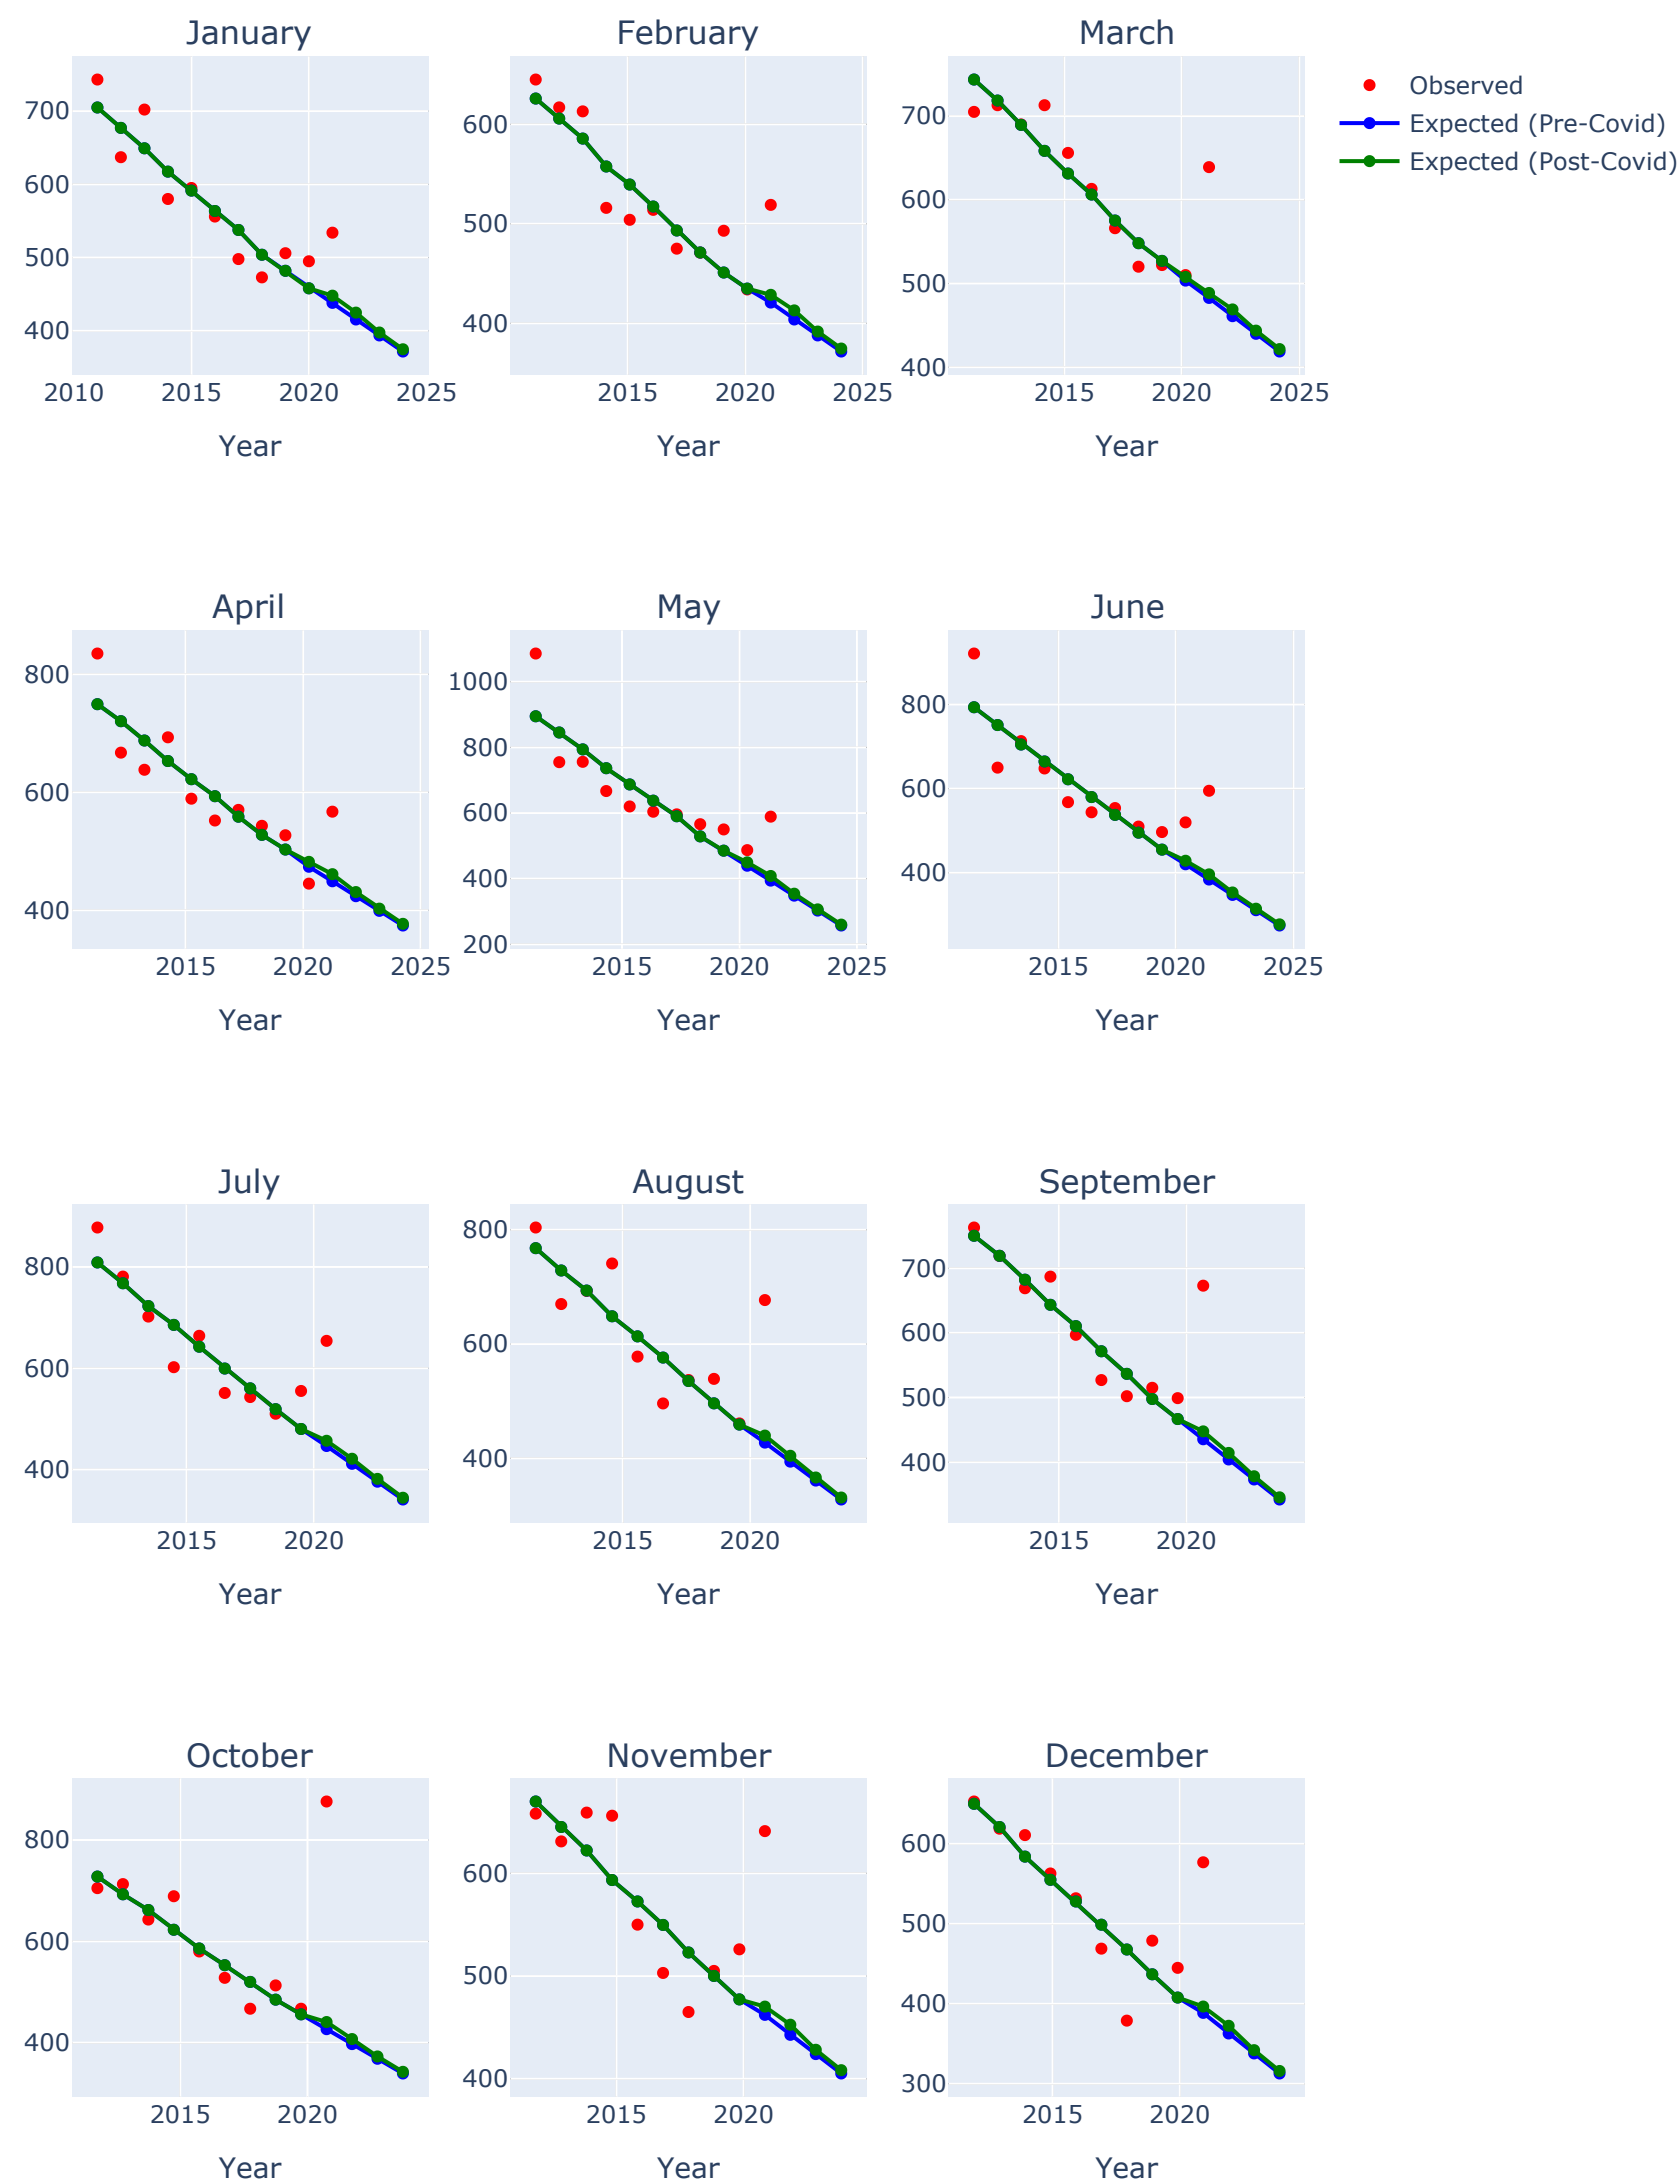 January February March
700
600
500
400
2010 2015 2020 2025
Year
600
500
400
2015 2020 2025
Year
700
600
500
400
2015 2020 2025
Year
Observed
Expected (Pre-Covid)
Expected (Post-Covid)
April May June
800
600
400
2015 2020 2025
Year
1000
800
600
400
200
2015 2020 2025
Year
800
600
400
2015 2020 2025
Year
July August September
800
600
400
2015 2020
Year
800
600
400
2015 2020
Year
700
600
500
400
2015 2020
Year
October November December
800
600
400
2015 2020
Year
600
500
400
2015 2020
Year
600
500
400
300
2015 2020
Year